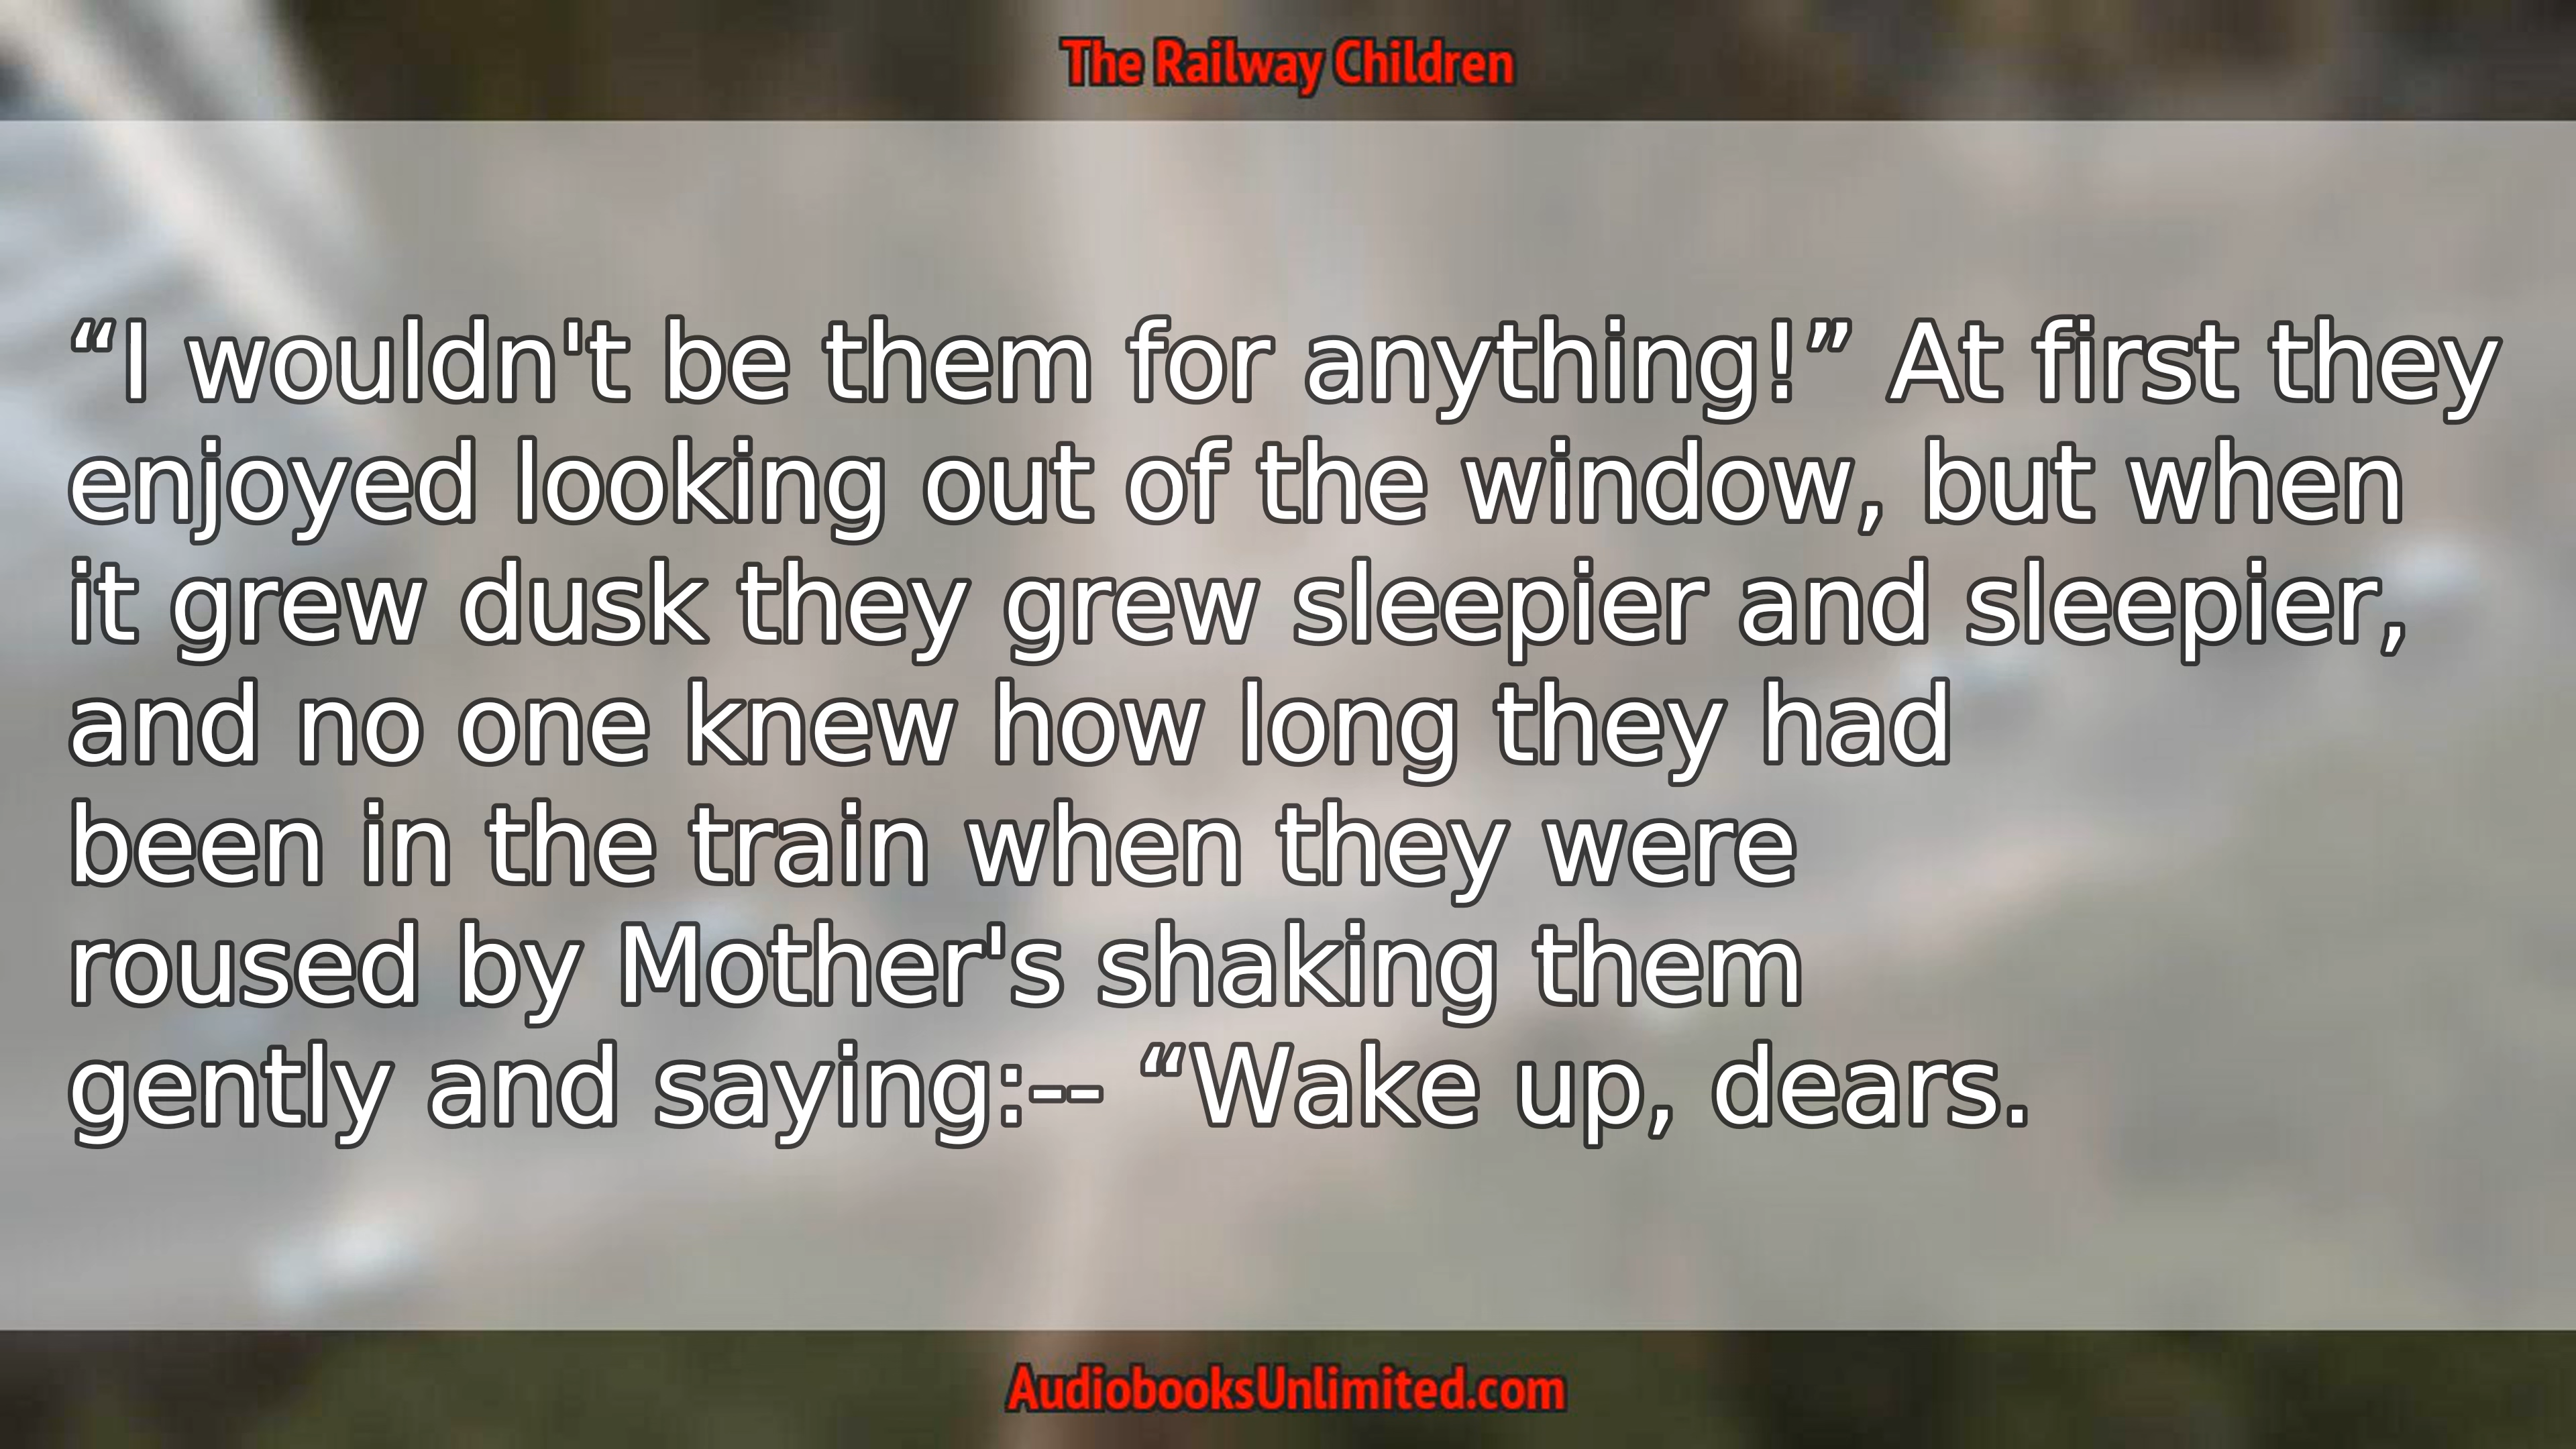 The Railway Children
“I wouldn't be them for anything!” At first they
enjoyed looking out of the window, but when
it grew dusk they grew sleepier and sleepier,
and no one knew how long they had
been in the train when they were
roused by Mother's shaking them
gently and saying:-- “Wake up, dears.
AudiobooksUnlimited.com